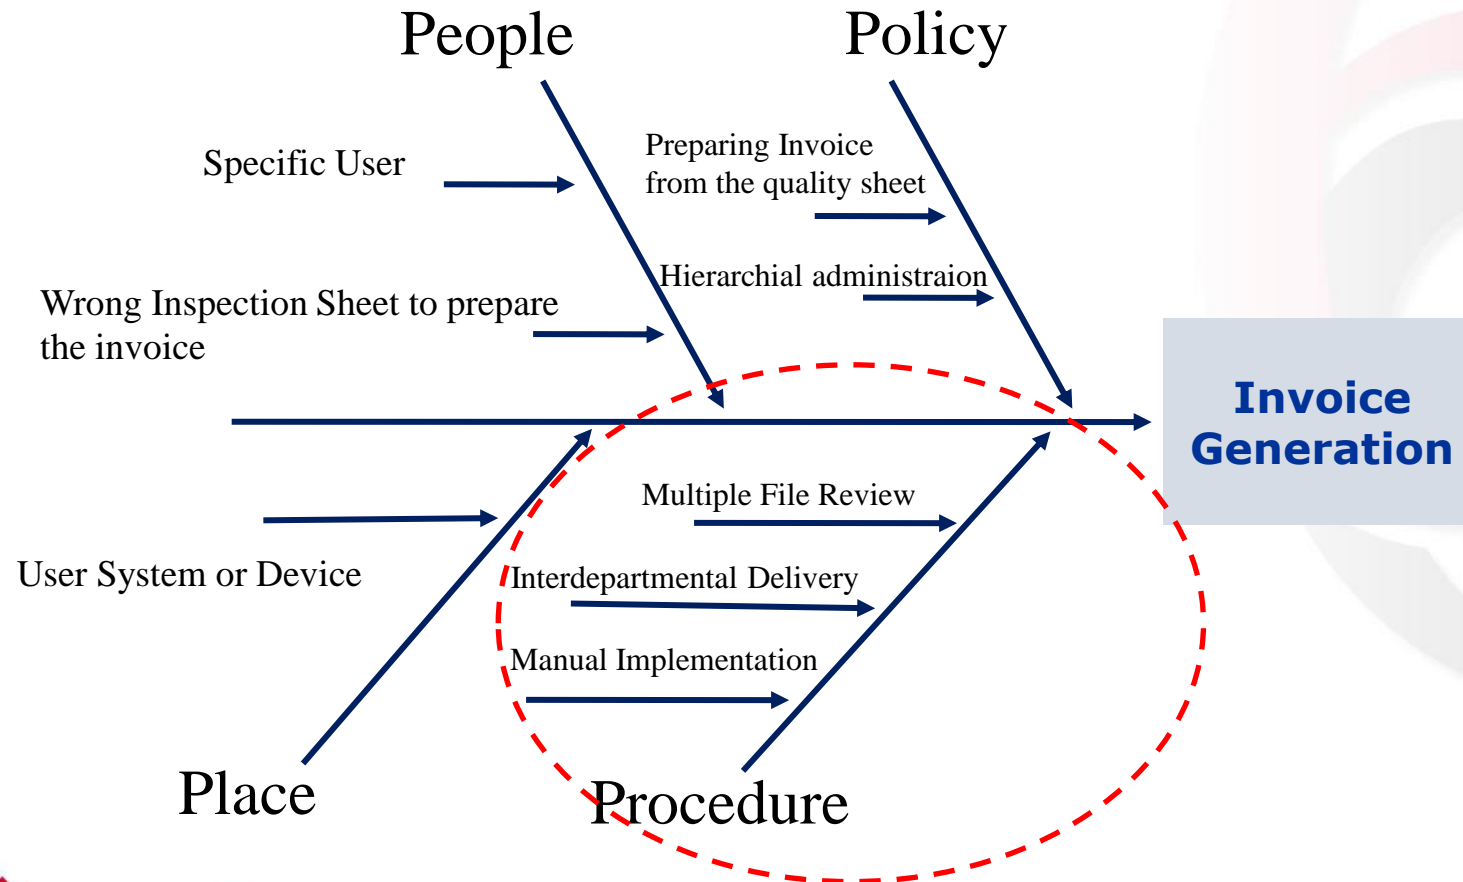 People
Policy
Specific User
Preparing Invoice
from the quality sheet
Wrong Inspection Sheet to prepare
the invoice
Hierarchial administraion
Invoice
Generation
Multiple File Review
User System or Device
Interdepartmental Delivery
Manual Implementation
Place
Procedure